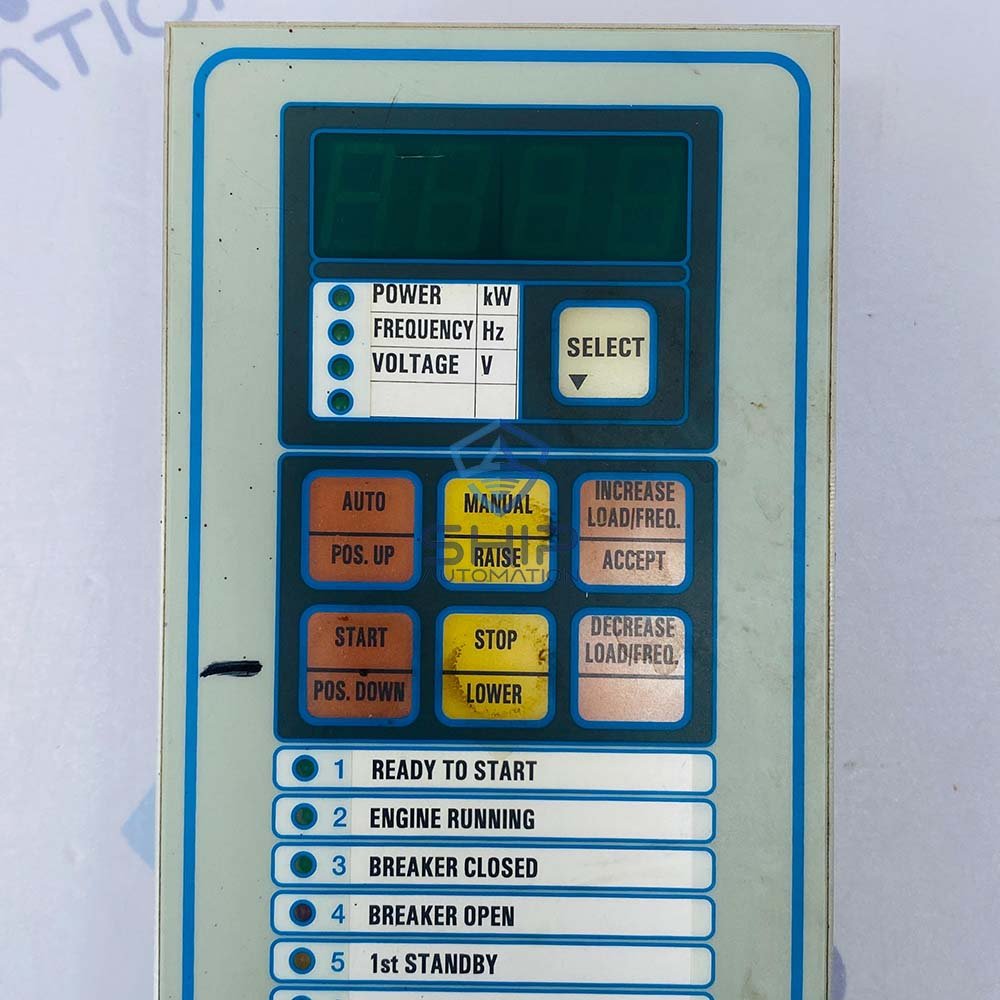 POWER kW
FREQUENCY Hz
VOLTAGE V
SELECT
AUTO
POS. UP
MANUAL
RAISE
INCREASE
LOAD/FREQ.
ACCEPT
SHIP
AUTOMATION
START
POS. DOWN
STOP
LOWER
DECREASE
LOAD/FREQ.
1 READY TO START
2 ENGINE RUNNING
3 BREAKER CLOSED
4 BREAKER OPEN
5 1st STANDBY